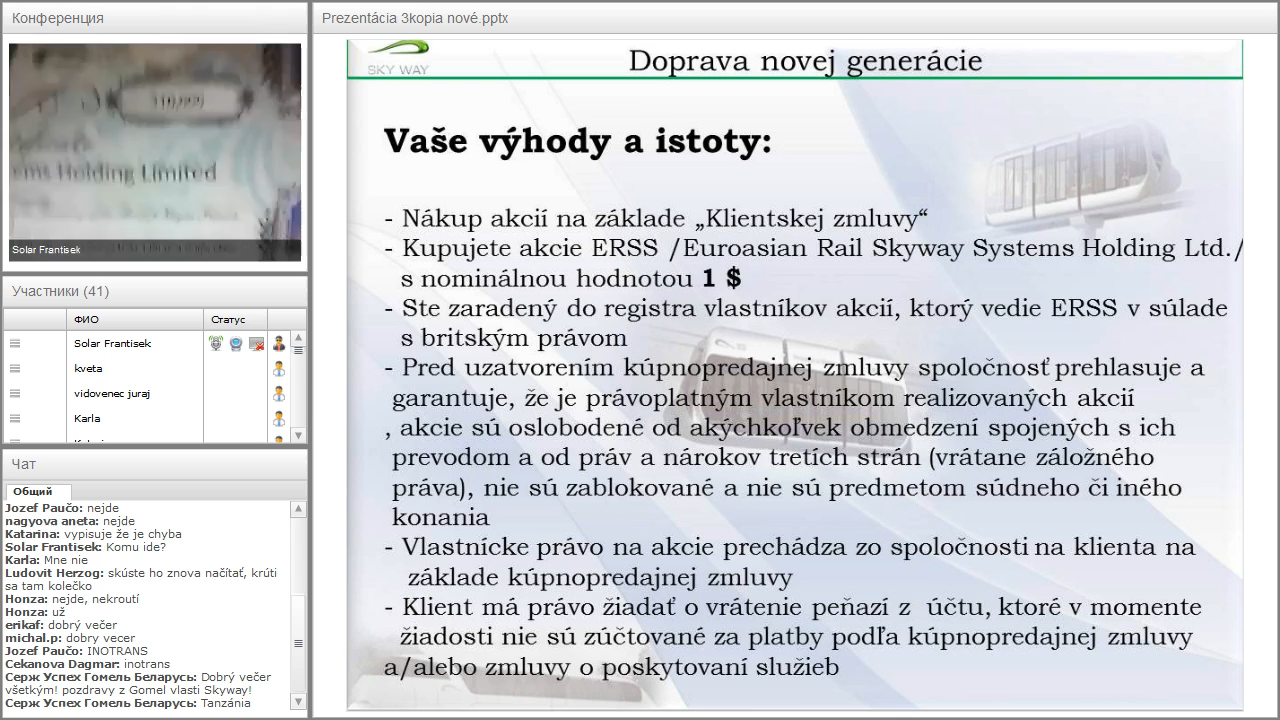 Конференция
ems Holding Limited
Solar Frantisek
Участники (41)
ФИО
Статус
Solar Frantisek
kveta
vidovenec juraj
Karla
Чат
Общий
Jozef Paučo: nejde
nagyova aneta: nejde
Katarina: vypisuje že je chyba
Solar Frantisek: Komu ide?
Karla: Mne nie
Ludovit Herzog: skúste ho znova načítať, krúti
sa tam kolečko
Honza: nejde, nekroutí
Honza: už
erikaf: dobrý večer
michal.p: dobry vecer
Jozef Paučo: INOTRANS
Cekanova Dagmar: inotrans
Серж Успех Гомель Беларусь: Dobrý večer
všetkým! pozdravy z Gomel vlasti Skyway!
Серж Успех Гомель Беларусь: Tanzánia
Prezentácia 3kopia nové.pptx
SKY WAY
Doprava novej generácie
Vaše výhody a istoty:
- Nákup akcií na základe „Klientskej zmluvy“
- Kupujete akcie ERSS /Euroasian Rail Skyway Systems Holding Ltd./
s nominálnou hodnotou 1 $
- Ste zaradený do registra vlastníkov akcií, ktorý vedie ERSS v súlade
s britským právom
- Pred uzatvorením kúpnopredajnej zmluvy spoločnosť prehlasuje a
garantuje, že je právoplatným vlastníkom realizovaných akcií
, akcie sú oslobodené od akýchkoľvek obmedzení spojených s ich
prevodom a od práv a nárokov tretích strán (vrátane záložného
práva), nie sú zablokované a nie sú predmetom súdneho či iného
konania
- Vlastnícke právo na akcie prechádza zo spoločnosti na klienta na
základe kúpnopredajnej zmluvy
- Klient má právo žiadať o vrátenie peňazí z účtu, ktoré v momente
žiadosti nie sú zúčtované za platby podľa kúpnopredajnej zmluvy
a/alebo zmluvy o poskytovaní služieb